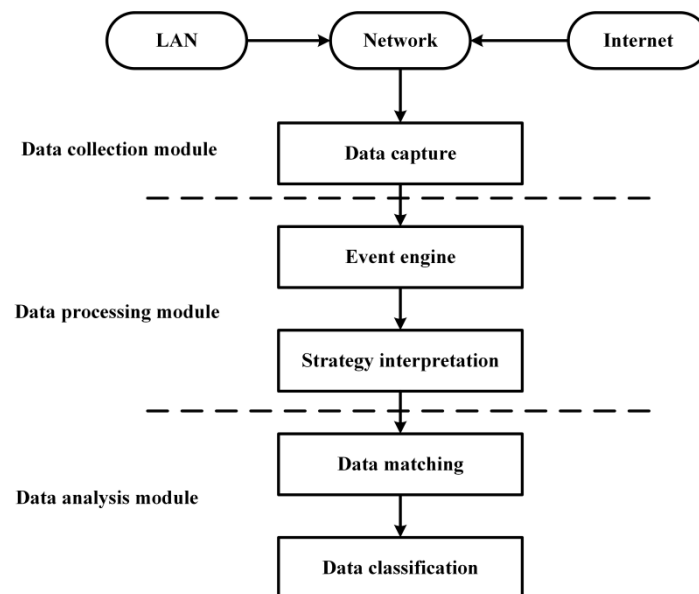 LAN
Network
Internet
Data collection module
Data capture
Event engine
Data processing module
Strategy interpretation
Data matching
Data analysis module
Data classification